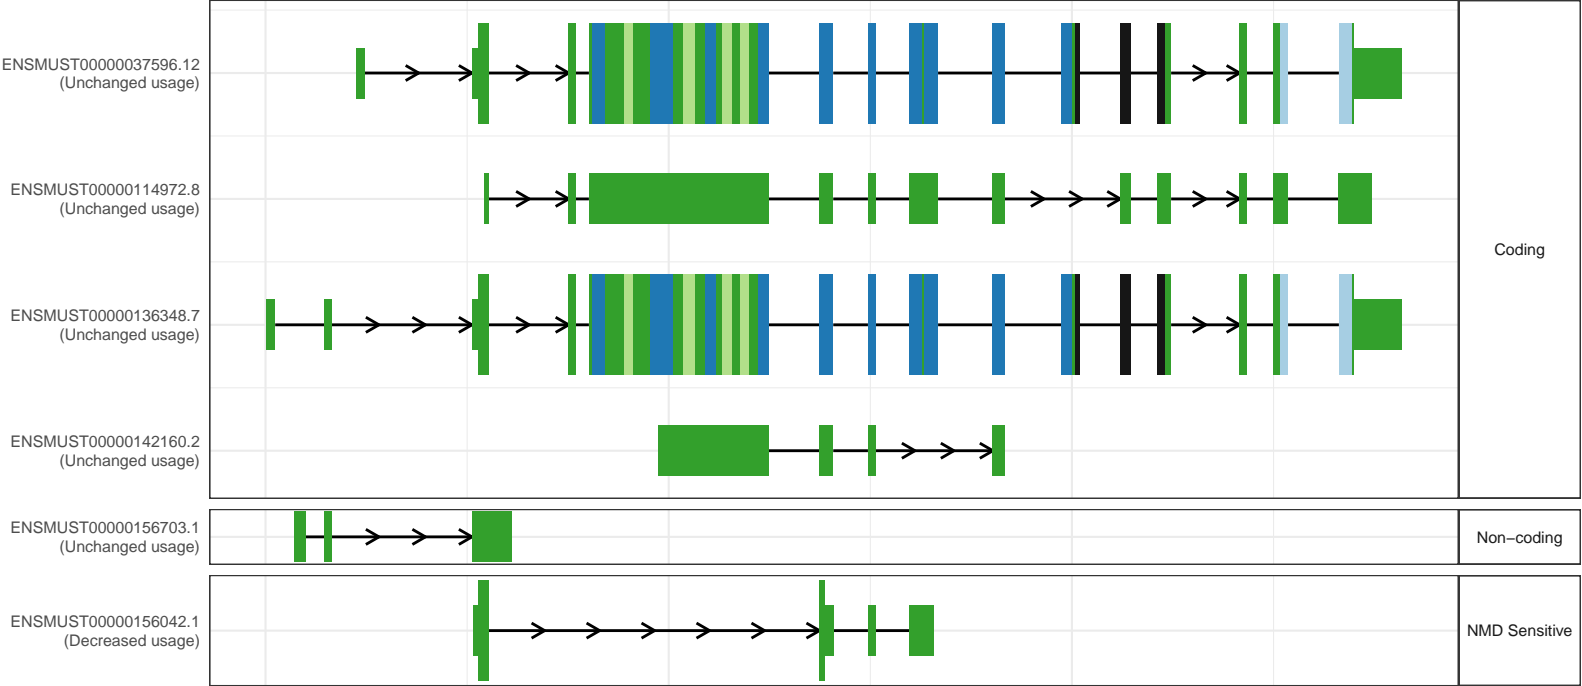 ENSMUST00000037596.12
(Unchanged usage)
ENSMUST00000114972.8
(Unchanged usage)
ENSMUST00000136348.7
(Unchanged usage)
ENSMUST00000142160.2
(Unchanged usage)
Coding
ENSMUST00000156703.1
(Unchanged usage)
Non−coding
ENSMUST00000156042.1
(Decreased usage)
NMD Sensitive